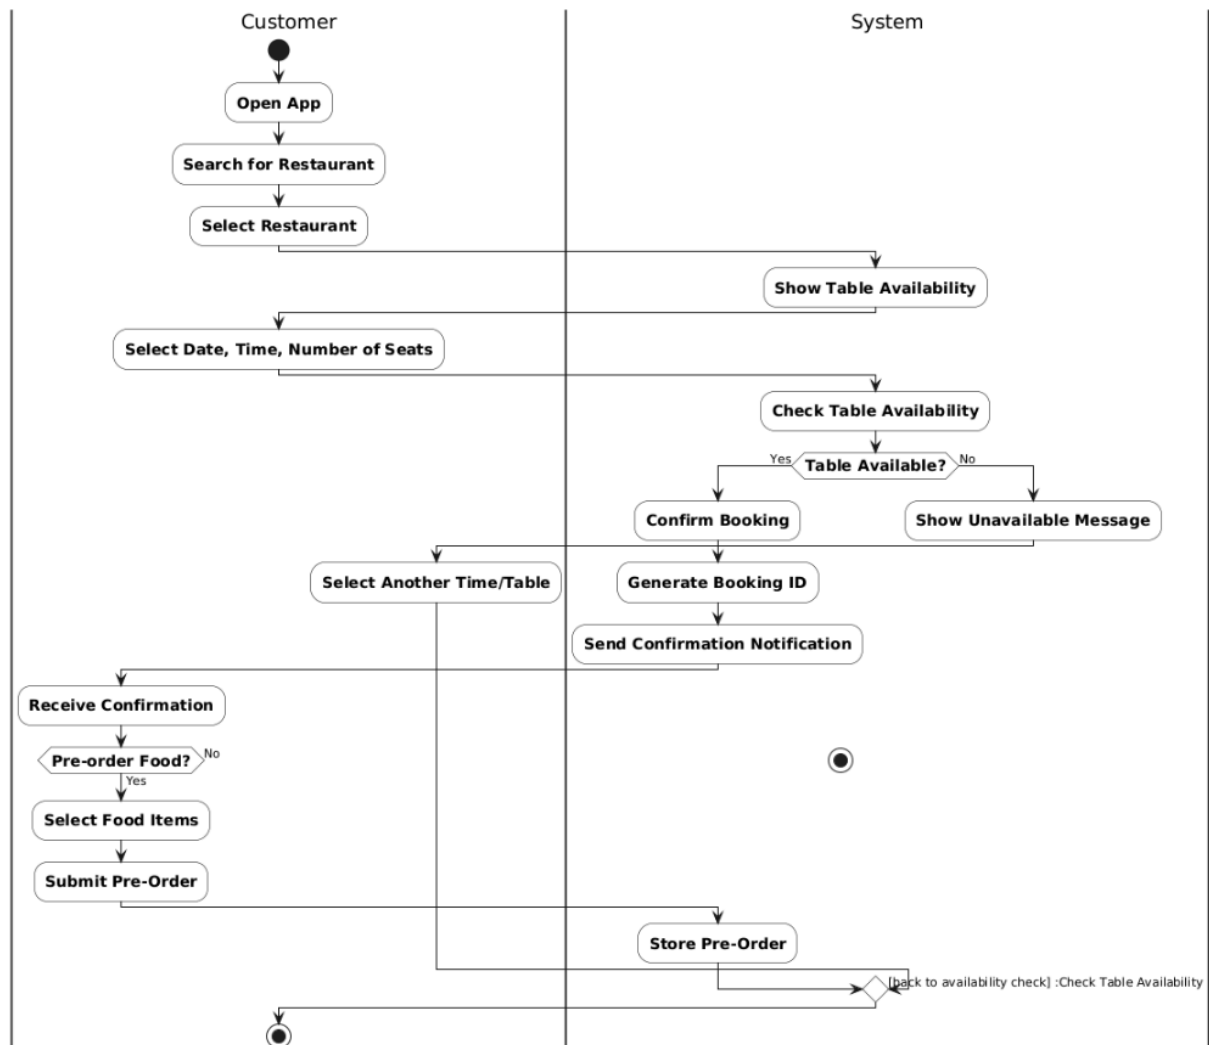 Customer
System
Open App
Search for Restaurant
Select Restaurant
Show Table Availability
Select Date, Time, Number of Seats
Check Table Availability
Yes
Table Available?
No
Confirm Booking
Show Unavailable Message
Select Another Time/Table
Generate Booking ID
Send Confirmation Notification
Receive Confirmation
Pre-order Food?
No
Yes
Select Food Items
Submit Pre-Order
Store Pre-Order
[back to availability check] :Check Table Availability